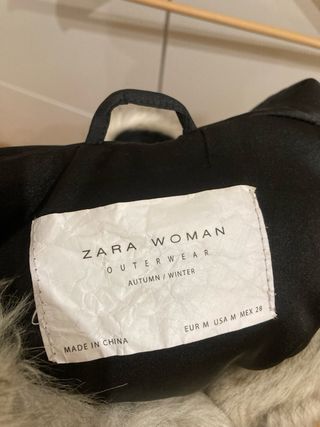 ZARA WOMAN
OUTERWEAR
AUTUMN / WINTER
EUR M USA M MEX 28
MADE IN CHINA